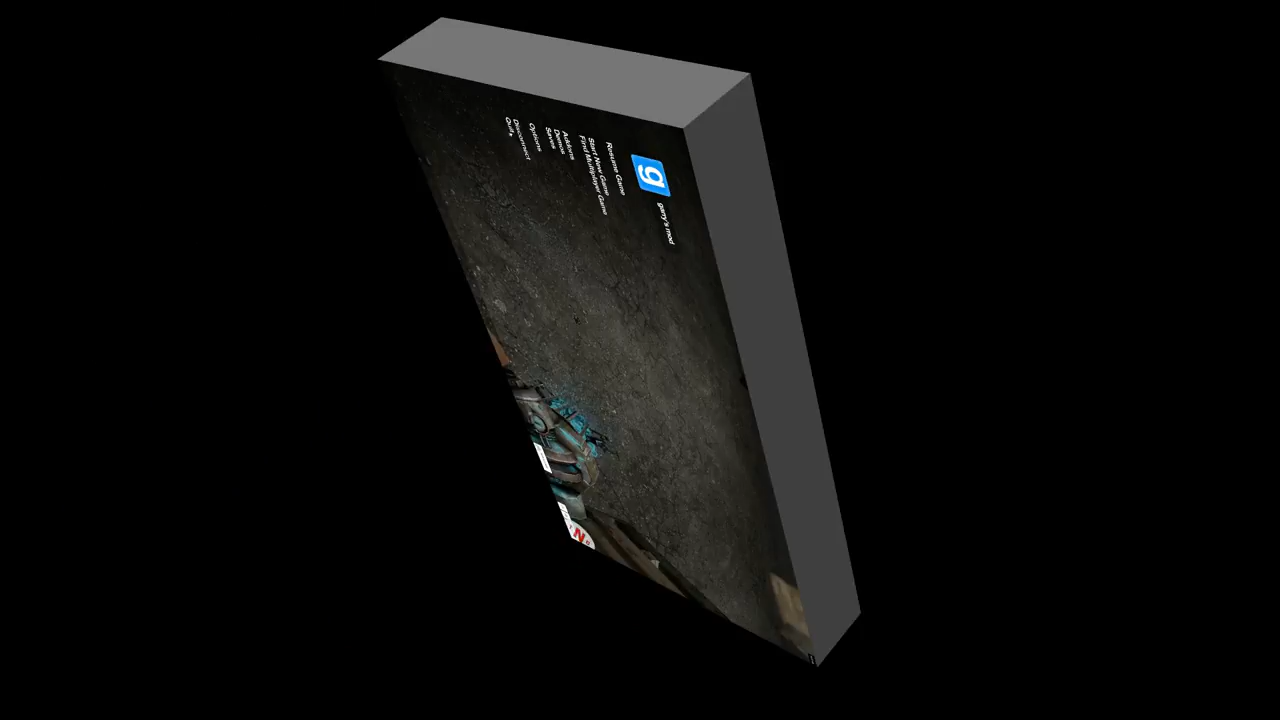 g
garry's mod
Resume Game
Start New Game
Find Multiplayer Game
Addons
Demos
Saves
Options
Disconnect
Quit